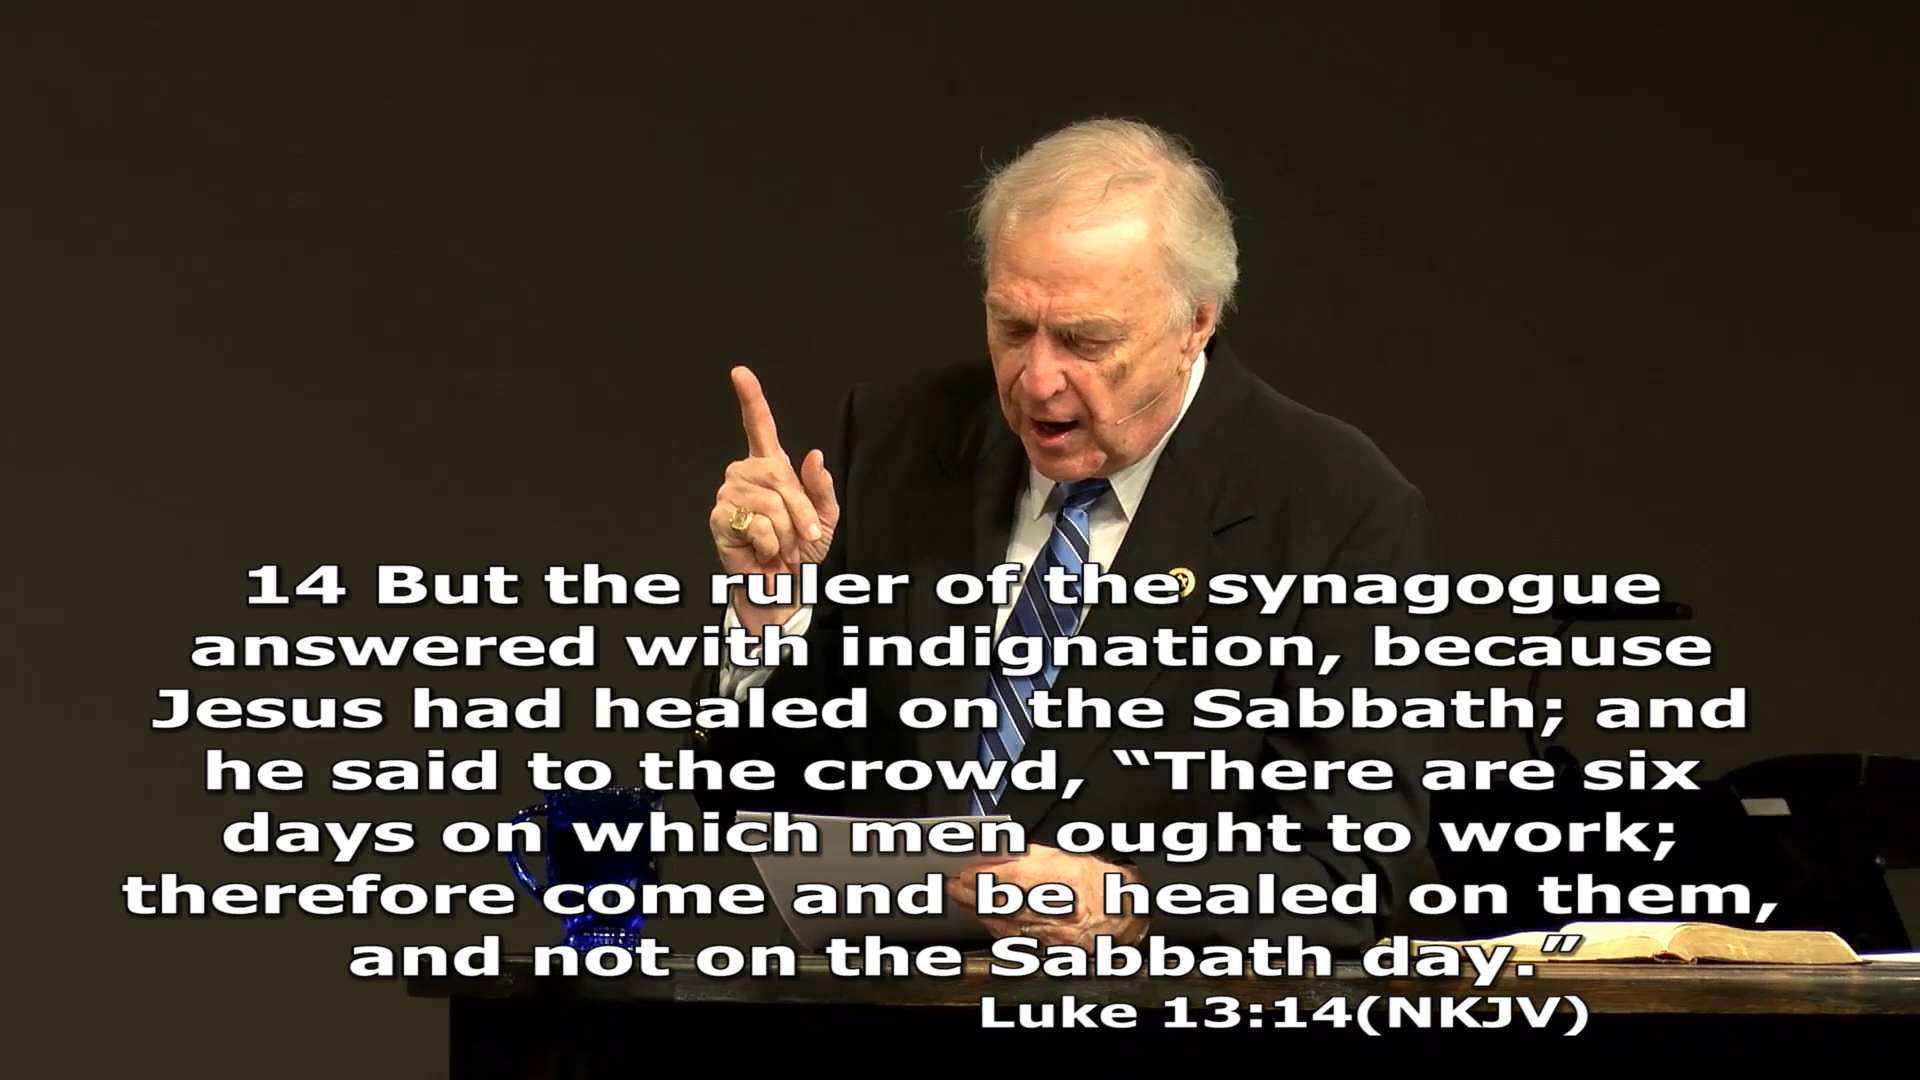 14 But the ruler of the synagogue
answered with indignation, because
Jesus had healed on the Sabbath; and
he said to the crowd, “There are six
days on which men ought to work;
therefore come and be healed on them,
and not on the Sabbath day.”
Luke 13:14(NKJV)